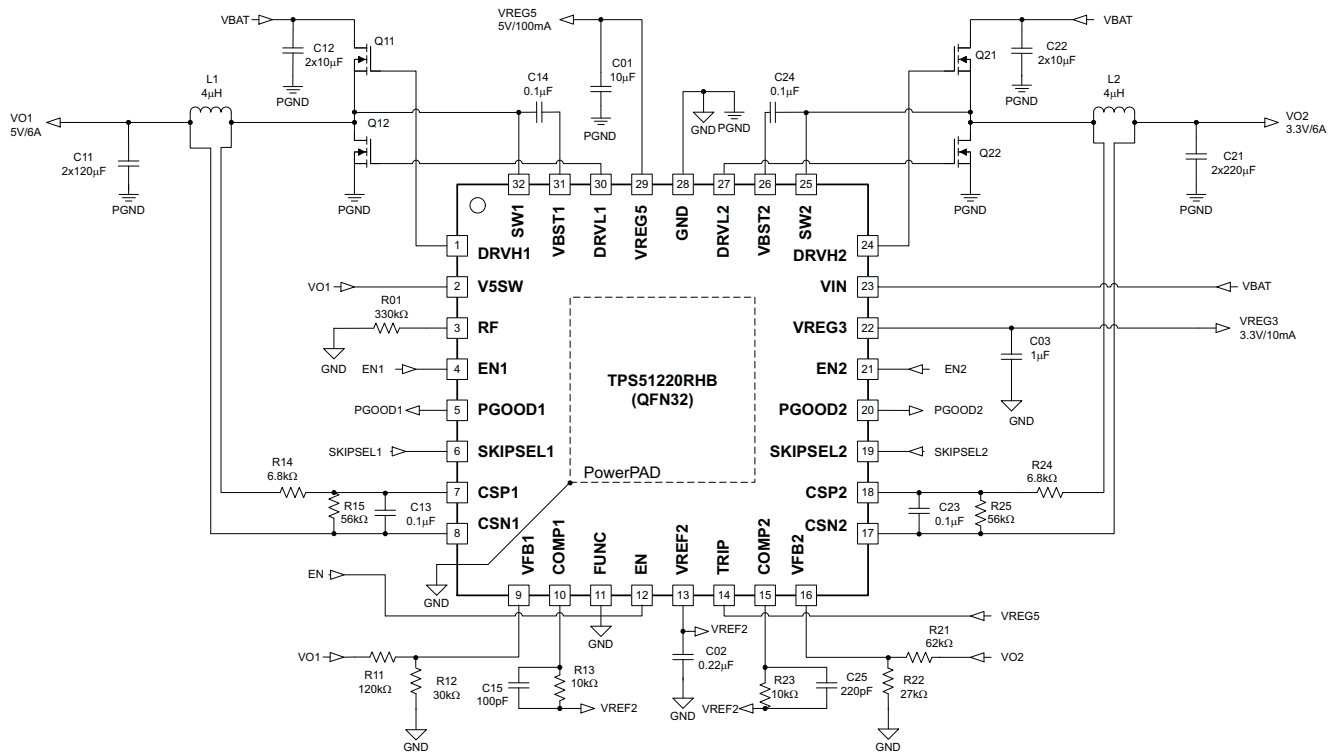 VBAT
C12
2x10µF
PGND
Q11
L1
4µH
VO1
5V/6A
C11
2x120µF
PGND
Q12
PGND
C14
0.1µF
VREG5
5V/100mA
C01
10µF
PGND
GND
PGND
C24
0.1µF
VBAT
Q21
C22
2x10µF
PGND
L2
4µH
VO2
3.3V/6A
Q22
C21
2x220µF
PGND
PGND
32
31
30
29
28
27
26
25
SW1
VBST1
DRVL1
VREG5
GND
DRVL2
VBST2
SW2
1
DRVH1
DRVH2
24
VO1
2
V5SW
VIN
23
VBAT
R01
330kΩ
GND
3
RF
VREG3
22
VREG3
3.3V/10mA
C03
1µF
GND
EN1
4
EN1
EN2
21
EN2
TPS51220RHB
(QFN32)
PGOOD1
5
PGOOD1
PGOOD2
20
PGOOD2
SKIPSEL1
6
SKIPSEL1
SKIPSEL2
19
SKIPSEL2
PowerPAD
R14
6.8kΩ
R15
56kΩ
C13
0.1µF
7
CSP1
CSP2
18
R24
6.8kΩ
C23
0.1µF
R25
56kΩ
8
CSN1
CSN2
17
VFB1
COMP1
FUNC
EN
VREF2
TRIP
COMP2
VFB2
EN
GND
9
10
11
12
13
14
15
16
VREG5
GND
VREF2
VO1
R11
120kΩ
R12
30kΩ
GND
C15
100pF
R13
10kΩ
VREF2
C02
0.22µF
GND
R23
10kΩ
VREF2
C25
220pF
R21
62kΩ
VO2
R22
27kΩ
GND